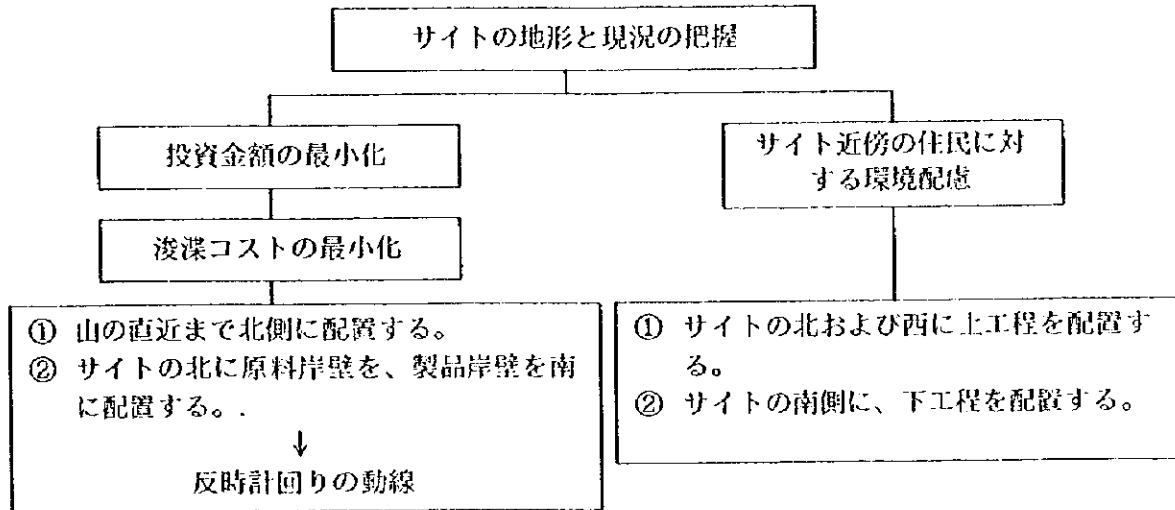 サイトの地形と現況の把握
投資金額の最小化
浚渫コストの最小化
① 山の直近まで北側に配置する。
② サイトの北に原料岸壁を、製品岸壁を南
に配置する。.
↓
反時計回りの動線
サイト近傍の住民に対
する環境配慮
① サイトの北および西に上工程を配置す
る。
② サイトの南側に、下工程を配置する。